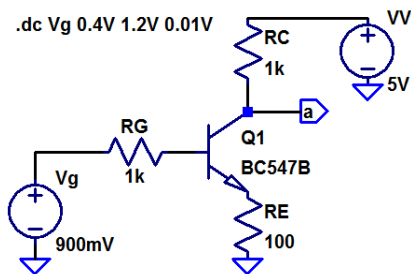 .dc Vg 0.4V 1.2V 0.01V
RC
1k
VV
5V
a
RG
1k
Q1
BC547B
Vg
900mV
RE
100